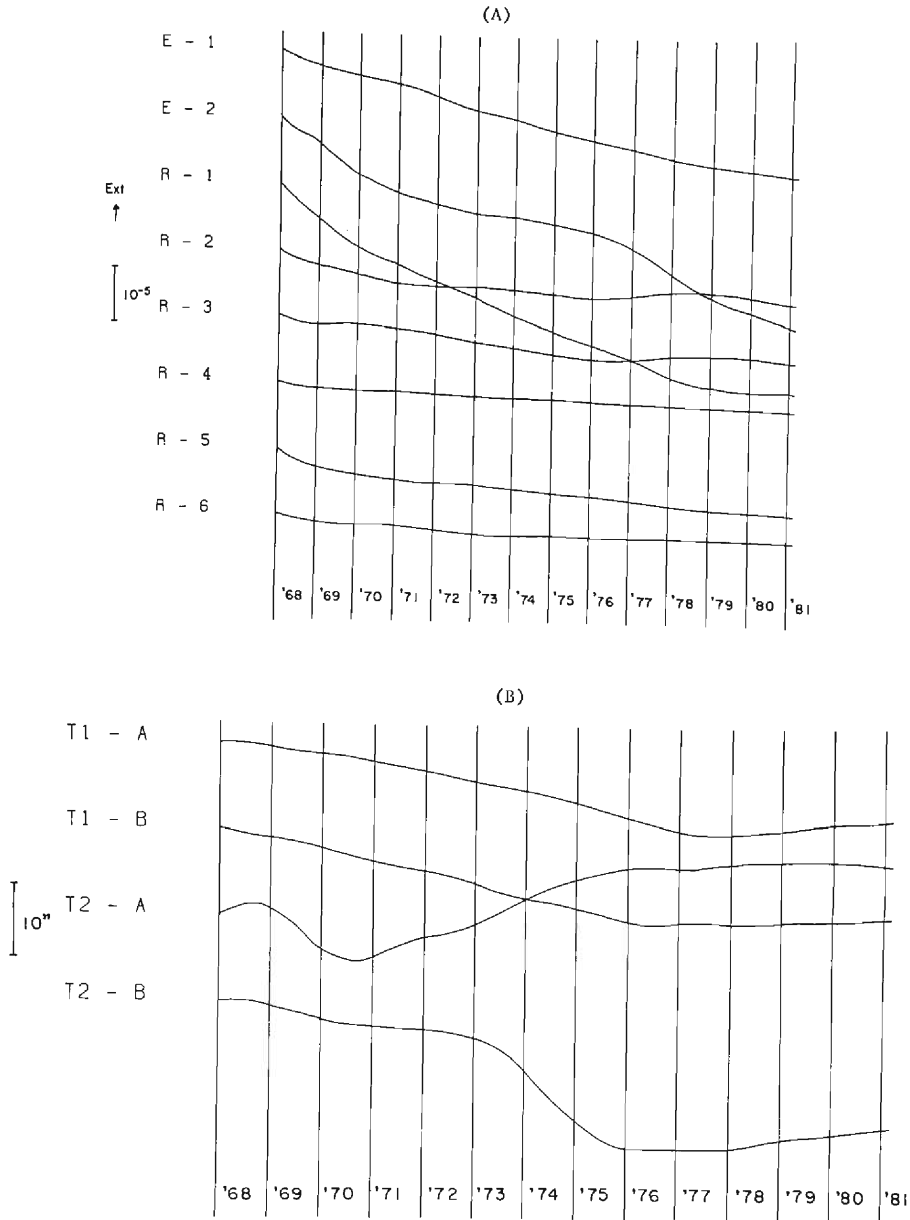 (A)
E - 1
E - 2
R - 1
Ext
↑
R - 2
10⁻⁵
R - 3
R - 4
R - 5
R - 6
'68 '69 '70 '71 '72 '73 '74 '75 '76 '77 '78 '79 '80 '81
(B)
T1 - A
T1 - B
10"
T2 - A
T2 - B
'68 '69 '70 '71 '72 '73 '74 '75 '76 '77 '78 '79 '80 '81